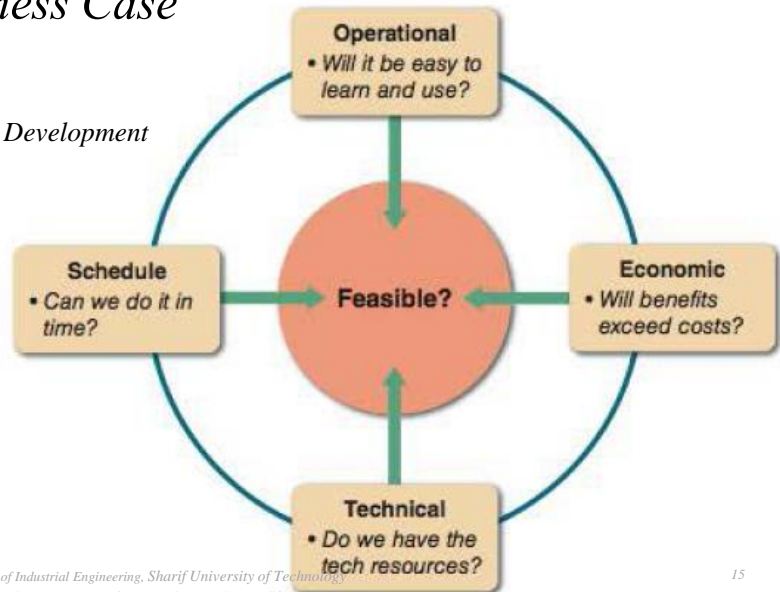 ness Case
Development
Operational
• Will it be easy to
learn and use?
Schedule
• Can we do it in
time?
Feasible?
Economic
• Will benefits
exceed costs?
Technical
• Do we have the
tech resources?
of Industrial Engineering, Sharif University of Technology
15